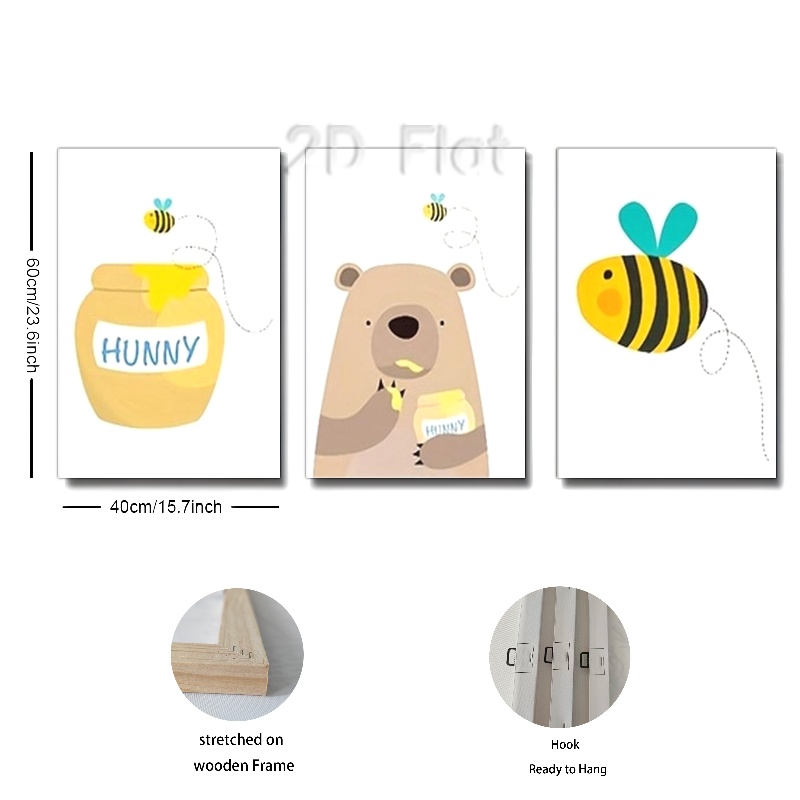 2D Flat
60cm/23.6inch
HUNNY
HUNNY
40cm/15.7inch
stretched on
wooden Frame
Hook
Ready to Hang